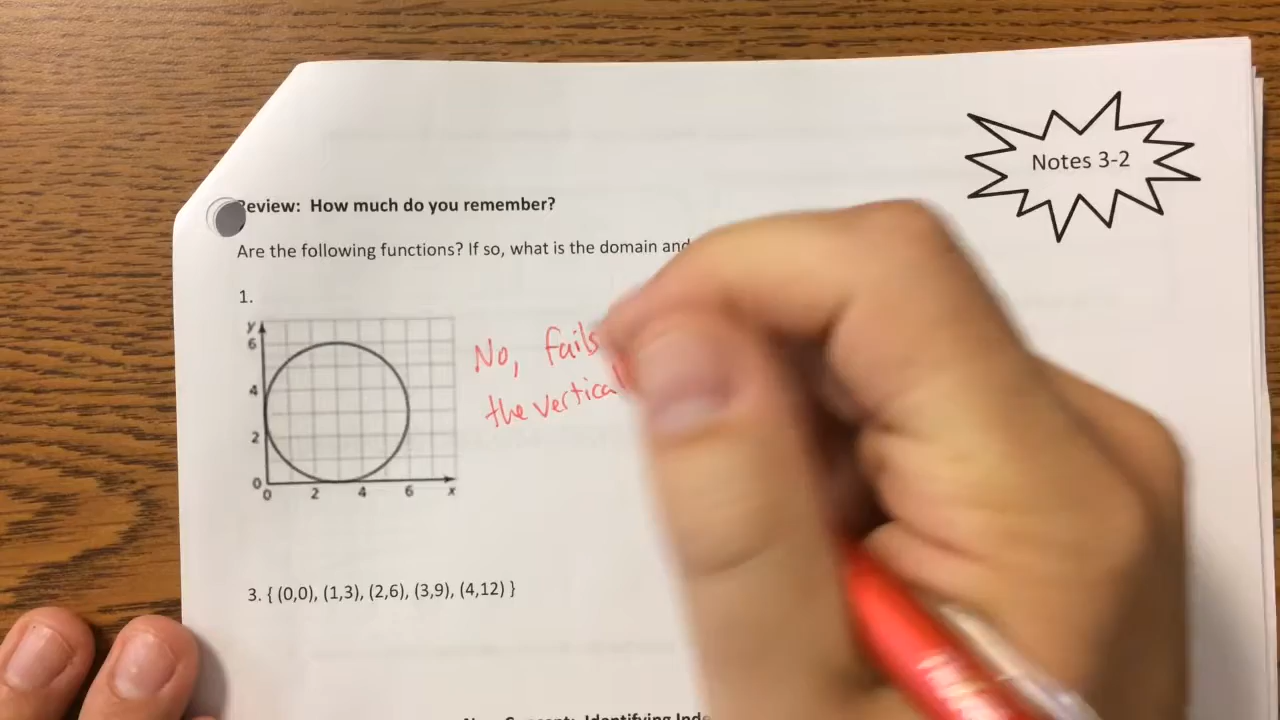 Notes 3-2
Review: How much do you remember?
Are the following functions? If so, what is the domain and
1.
y
6
4
2
0
0 2 4 6 x
No, fails
the vertical
3. { (0,0), (1,3), (2,6), (3,9), (4,12) }